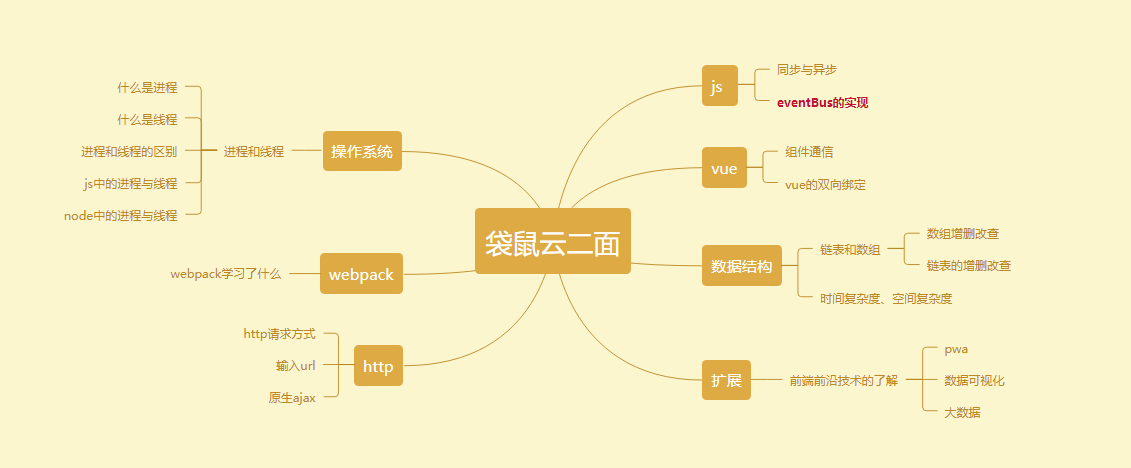 袋鼠云二面
js
同步与异步
eventBus的实现
vue
组件通信
vue的双向绑定
数据结构
链表和数组
数组增删改查
链表的增删改查
时间复杂度、空间复杂度
扩展
前端前沿技术的了解
pwa
数据可视化
大数据
操作系统
进程和线程
什么是进程
什么是线程
进程和线程的区别
js中的进程与线程
node中的进程与线程
webpack
webpack学习了什么
http
http请求方式
输入url
原生ajax